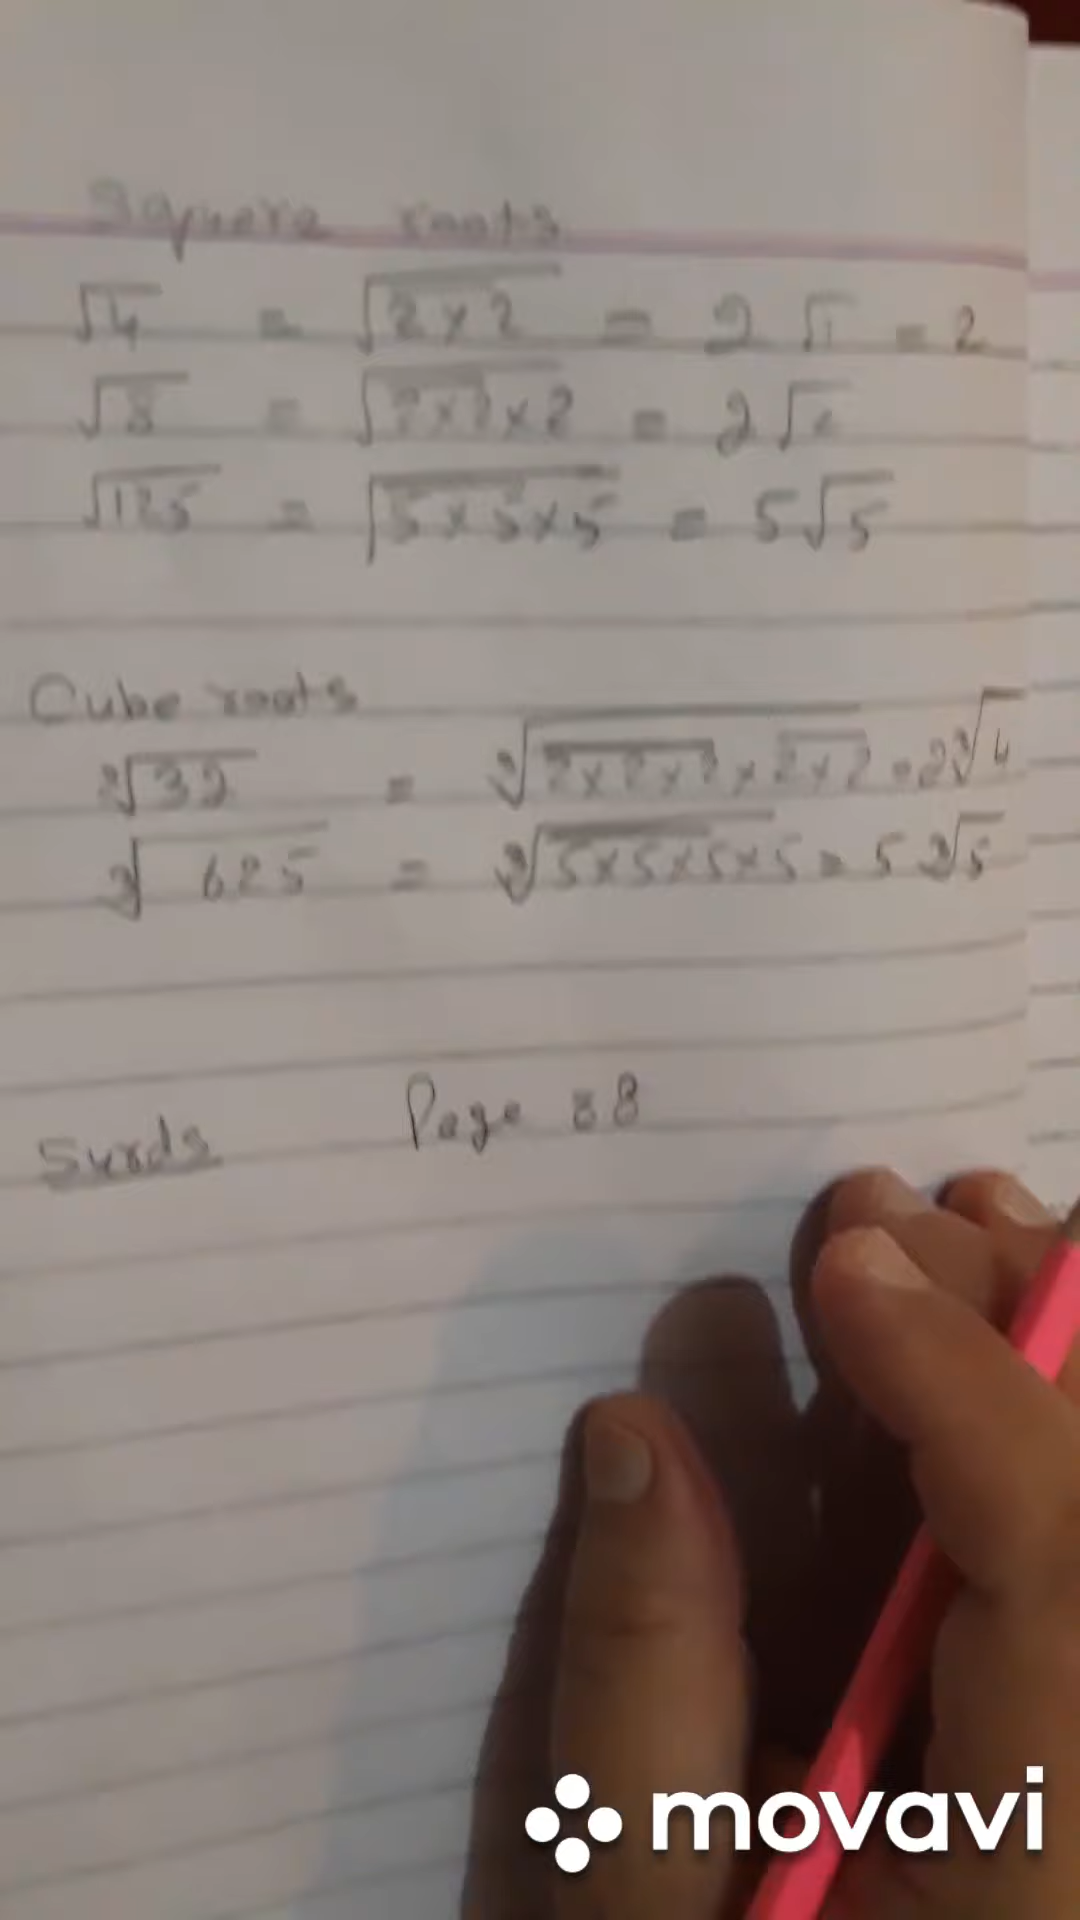 Square roots
√4 = √2×2 = 2 √1 = 2
√8 = √2×2×2 = 2√2
√125 = √5×5×5 = 5√5
Cube roots
∛32 = ∛2×2×2×2×2 = 2∛4
∛625 = ∛5×5×5×5 = 5 ∛5
Surds Page 38
movavi